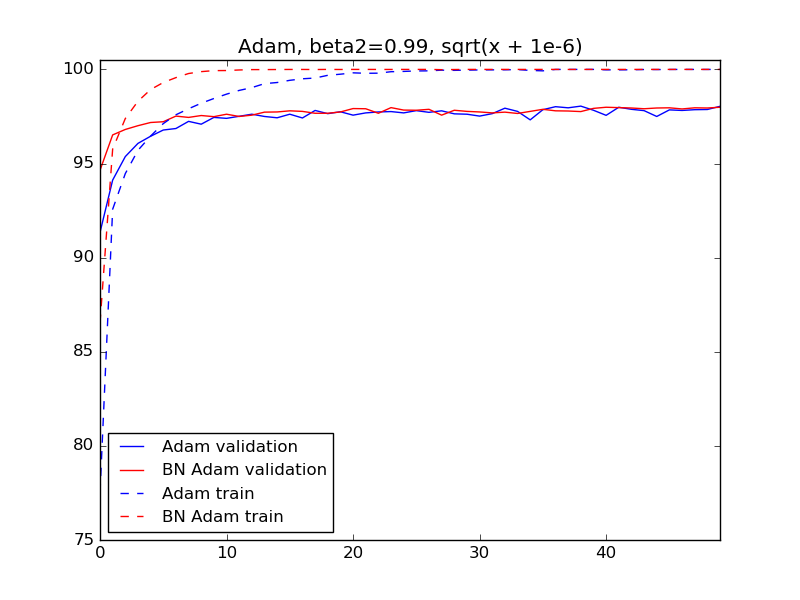 Adam, beta2=0.99, sqrt(x + 1e-6)
100
95
90
85
80
75
Adam validation
BN Adam validation
Adam train
BN Adam train
0 10 20 30 40